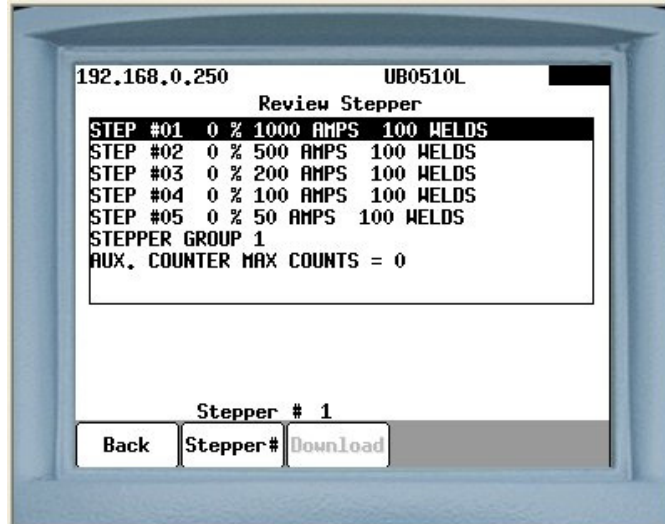 192.168.0.250 UB0510L
Review Stepper
STEP #01 0 % 1000 AMPS 100 WELDS
STEP #02 0 % 500 AMPS 100 WELDS
STEP #03 0 % 200 AMPS 100 WELDS
STEP #04 0 % 100 AMPS 100 WELDS
STEP #05 0 % 50 AMPS 100 WELDS
STEPPER GROUP 1
AUX. COUNTER MAX COUNTS = 0
Stepper # 1
Back Stepper# Download